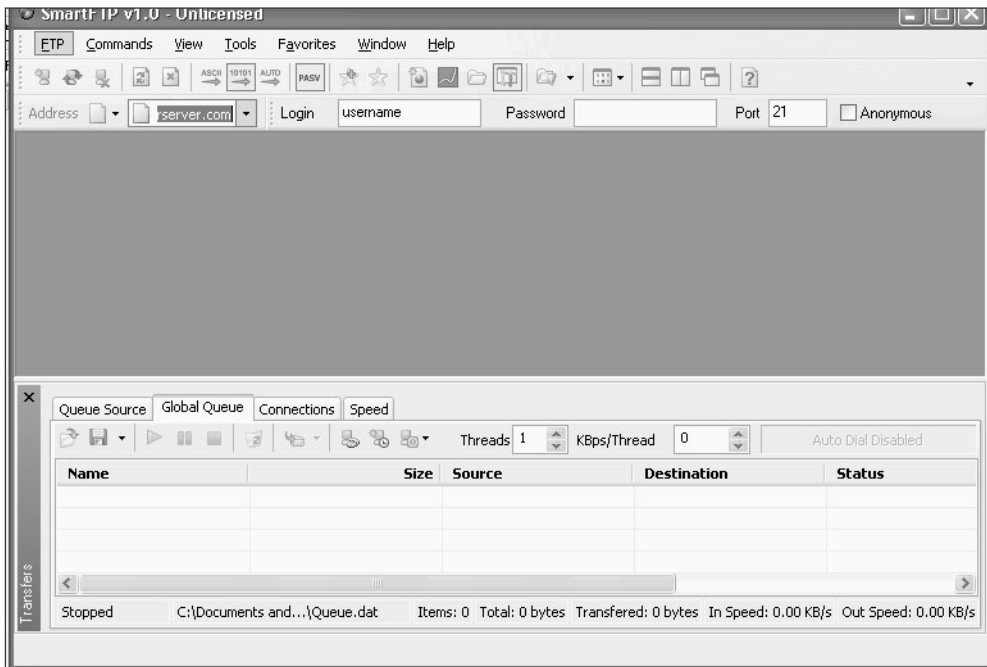 SmartFTP v1.0 - Unlicensed
FTP Commands View Tools Favorites Window Help
ASCII 10101 AUTO PASV
Address rserver.com Login username Password Port 21 Anonymous
Queue Source Global Queue Connections Speed
Threads 1 KBps/Thread 0 Auto Dial Disabled
Name Size Source Destination Status
Stopped C:\Documents and...\Queue.dat Items: 0 Total: 0 bytes Transfered: 0 bytes In Speed: 0.00 KB/s Out Speed: 0.00 KB/s
Transfers